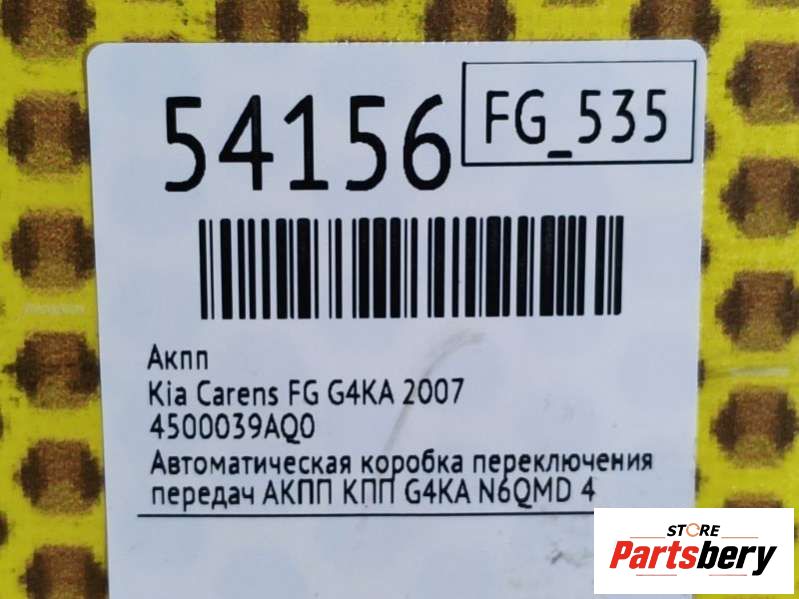 54156
FG_535
Акпп
Kia Carens FG G4KA 2007
4500039AQ0
Автоматическая коробка переключения
передач АКПП КПП G4KA N6QMD 4
STORE
Partsbery